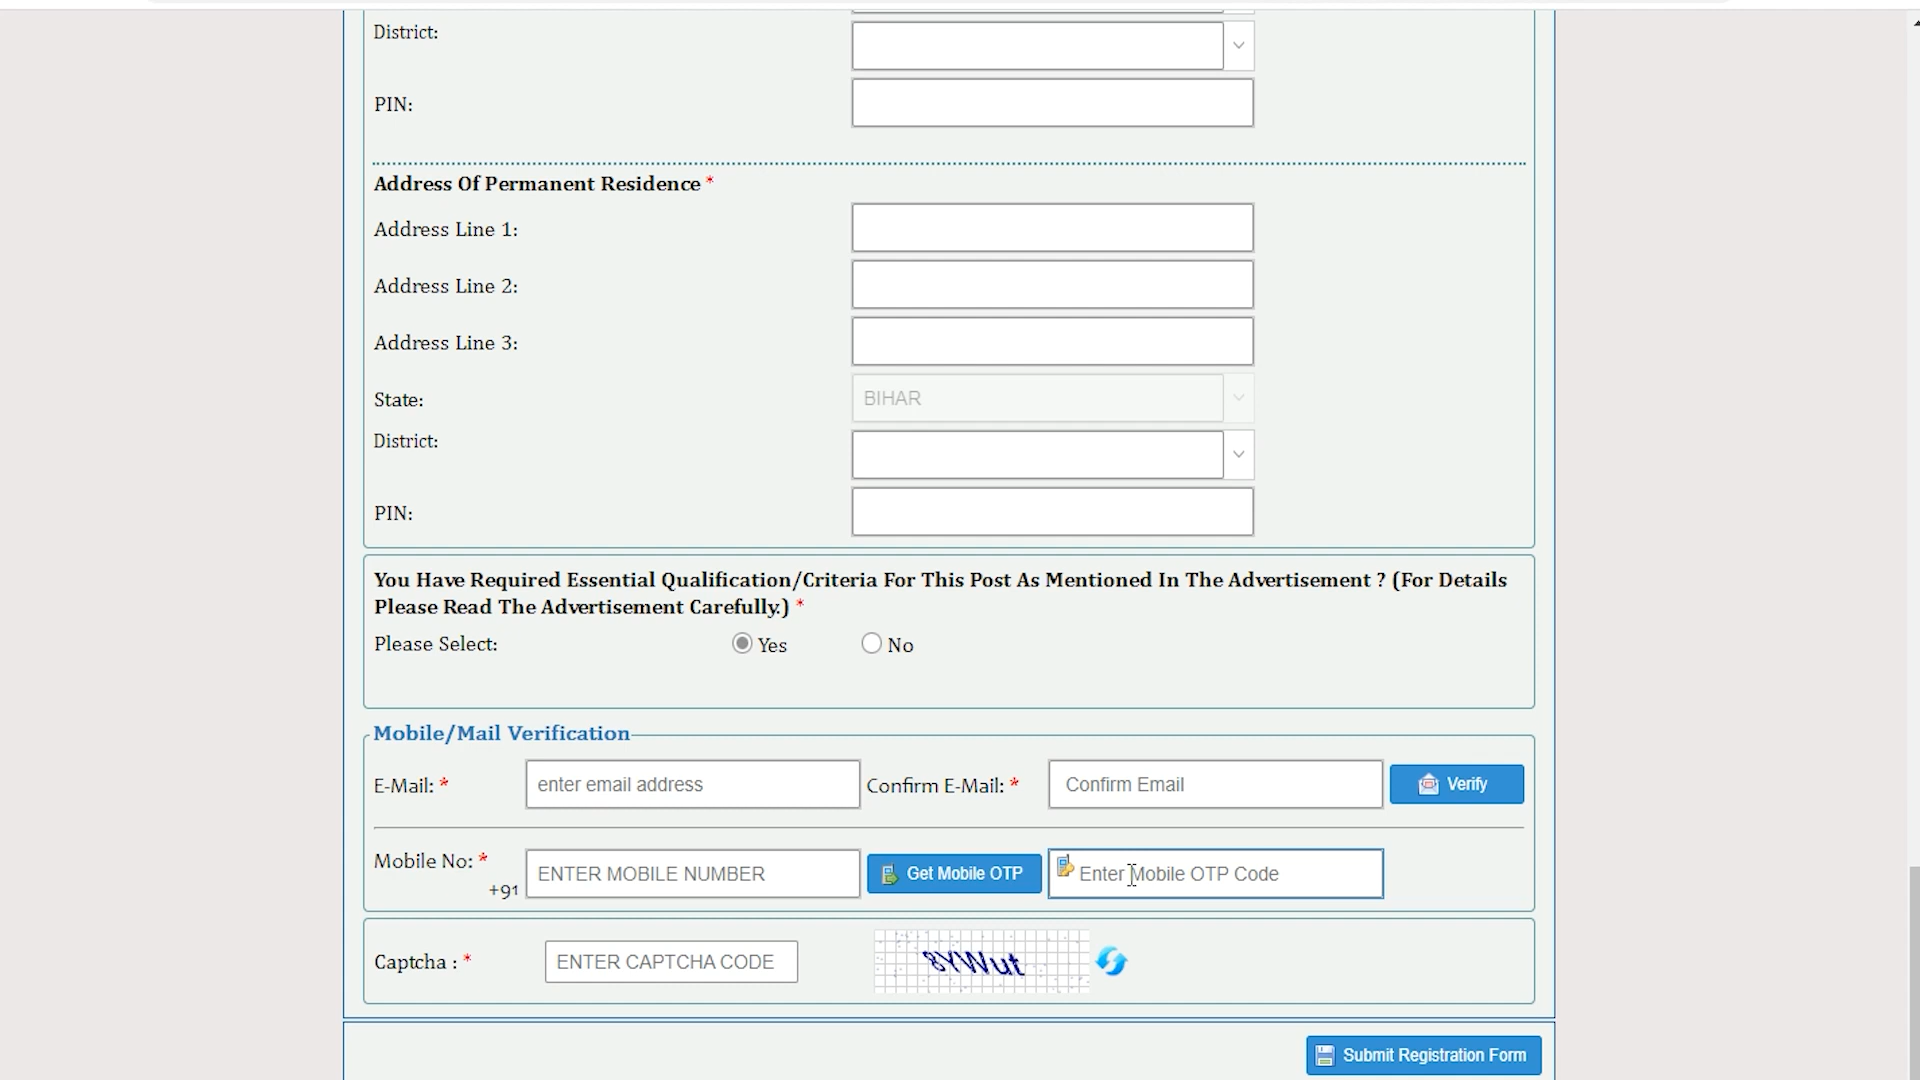 District:
PIN:
Address Of Permanent Residence *
Address Line 1:
Address Line 2:
Address Line 3:
State: BIHAR
District:
PIN:
You Have Required Essential Qualification/Criteria For This Post As Mentioned In The Advertisement ? (For Details
Please Read The Advertisement Carefully.) *
Please Select: Yes No
Mobile/Mail Verification
E-Mail: * enter email address Confirm E-Mail: * Confirm Email Verify
Mobile No: * +91 ENTER MOBILE NUMBER Get Mobile OTP Enter Mobile OTP Code
Captcha : * ENTER CAPTCHA CODE 8YWut
Submit Registration Form